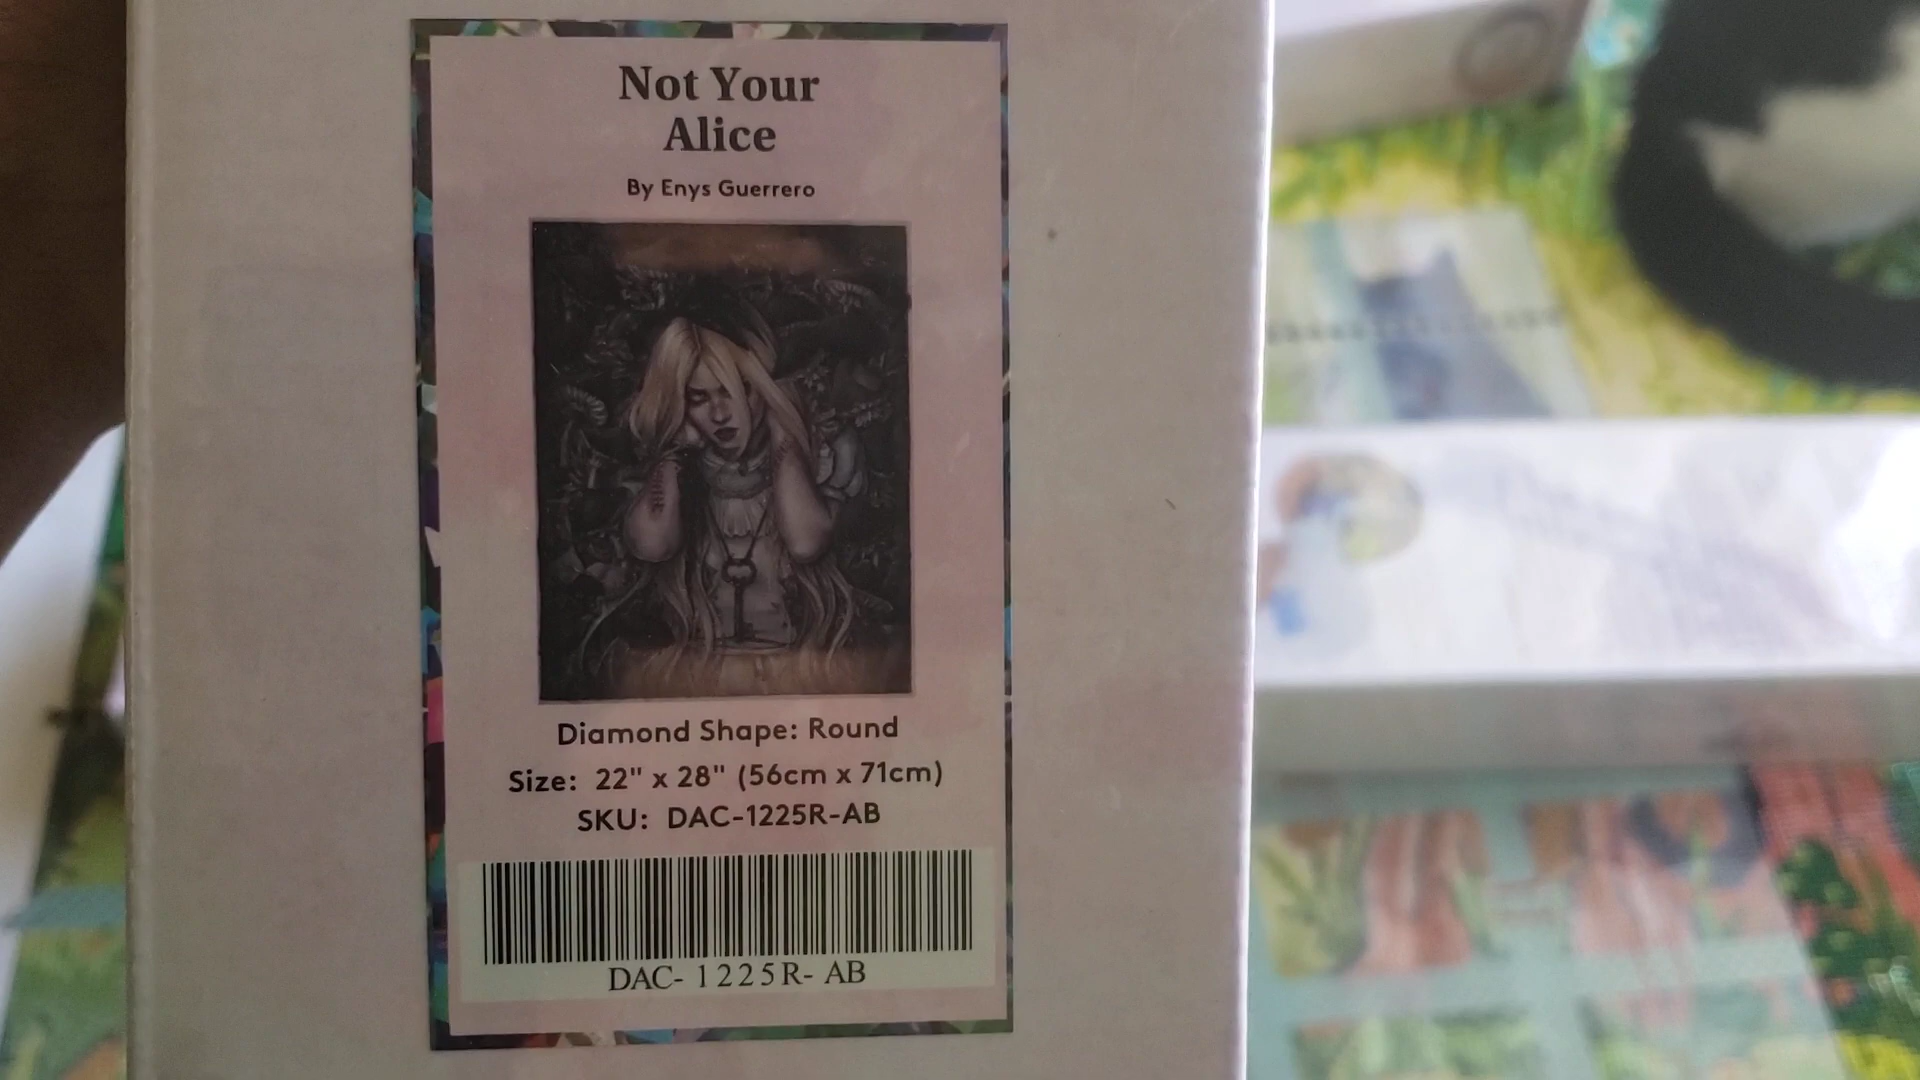 Not Your
Alice
By Enys Guerrero
Diamond Shape: Round
Size: 22" x 28" (56cm x 71cm)
SKU: DAC-1225R-AB
DAC- 1225R- AB